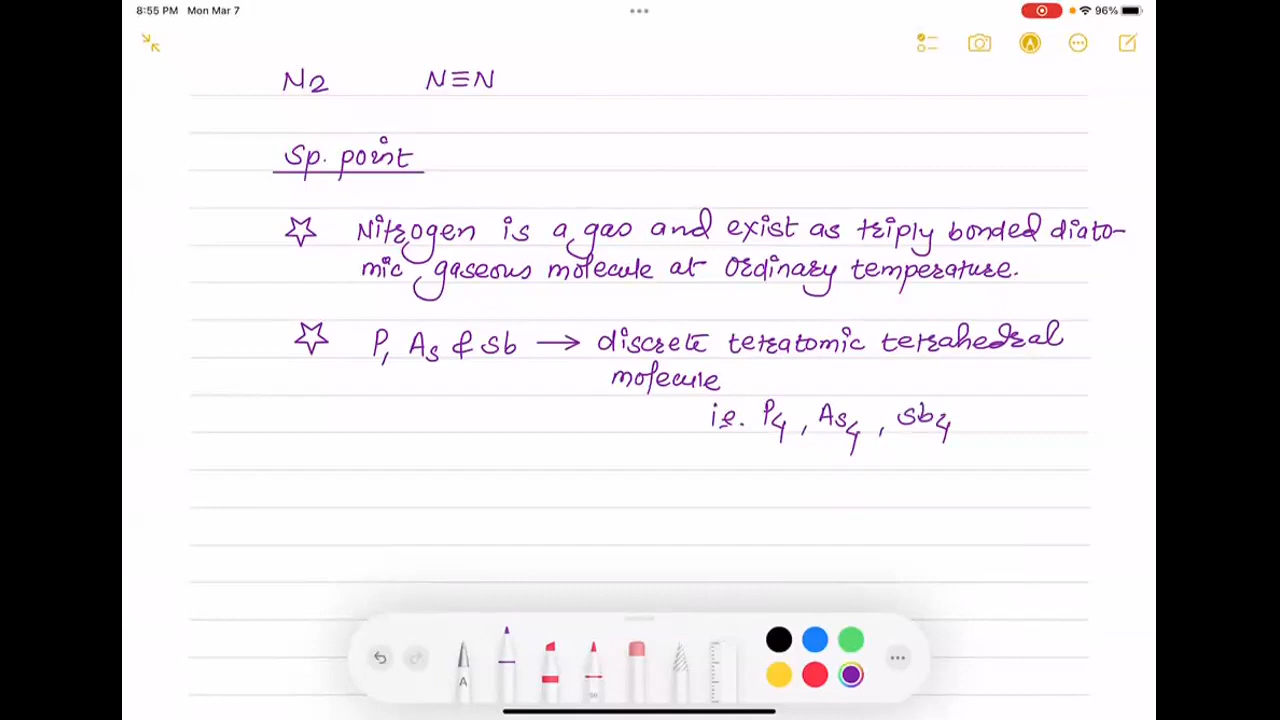 8:55 PM Mon Mar 7
96%
N2 N≡N
Sp. point
☆ Nitrogen is a gas and exist as triply bonded diato-
mic gaseous molecule at ordinary temperature.
☆ P, As & Sb → discrete tetratomic tetrahedral
molecule
i.e. P4, As4, Sb4
A
50